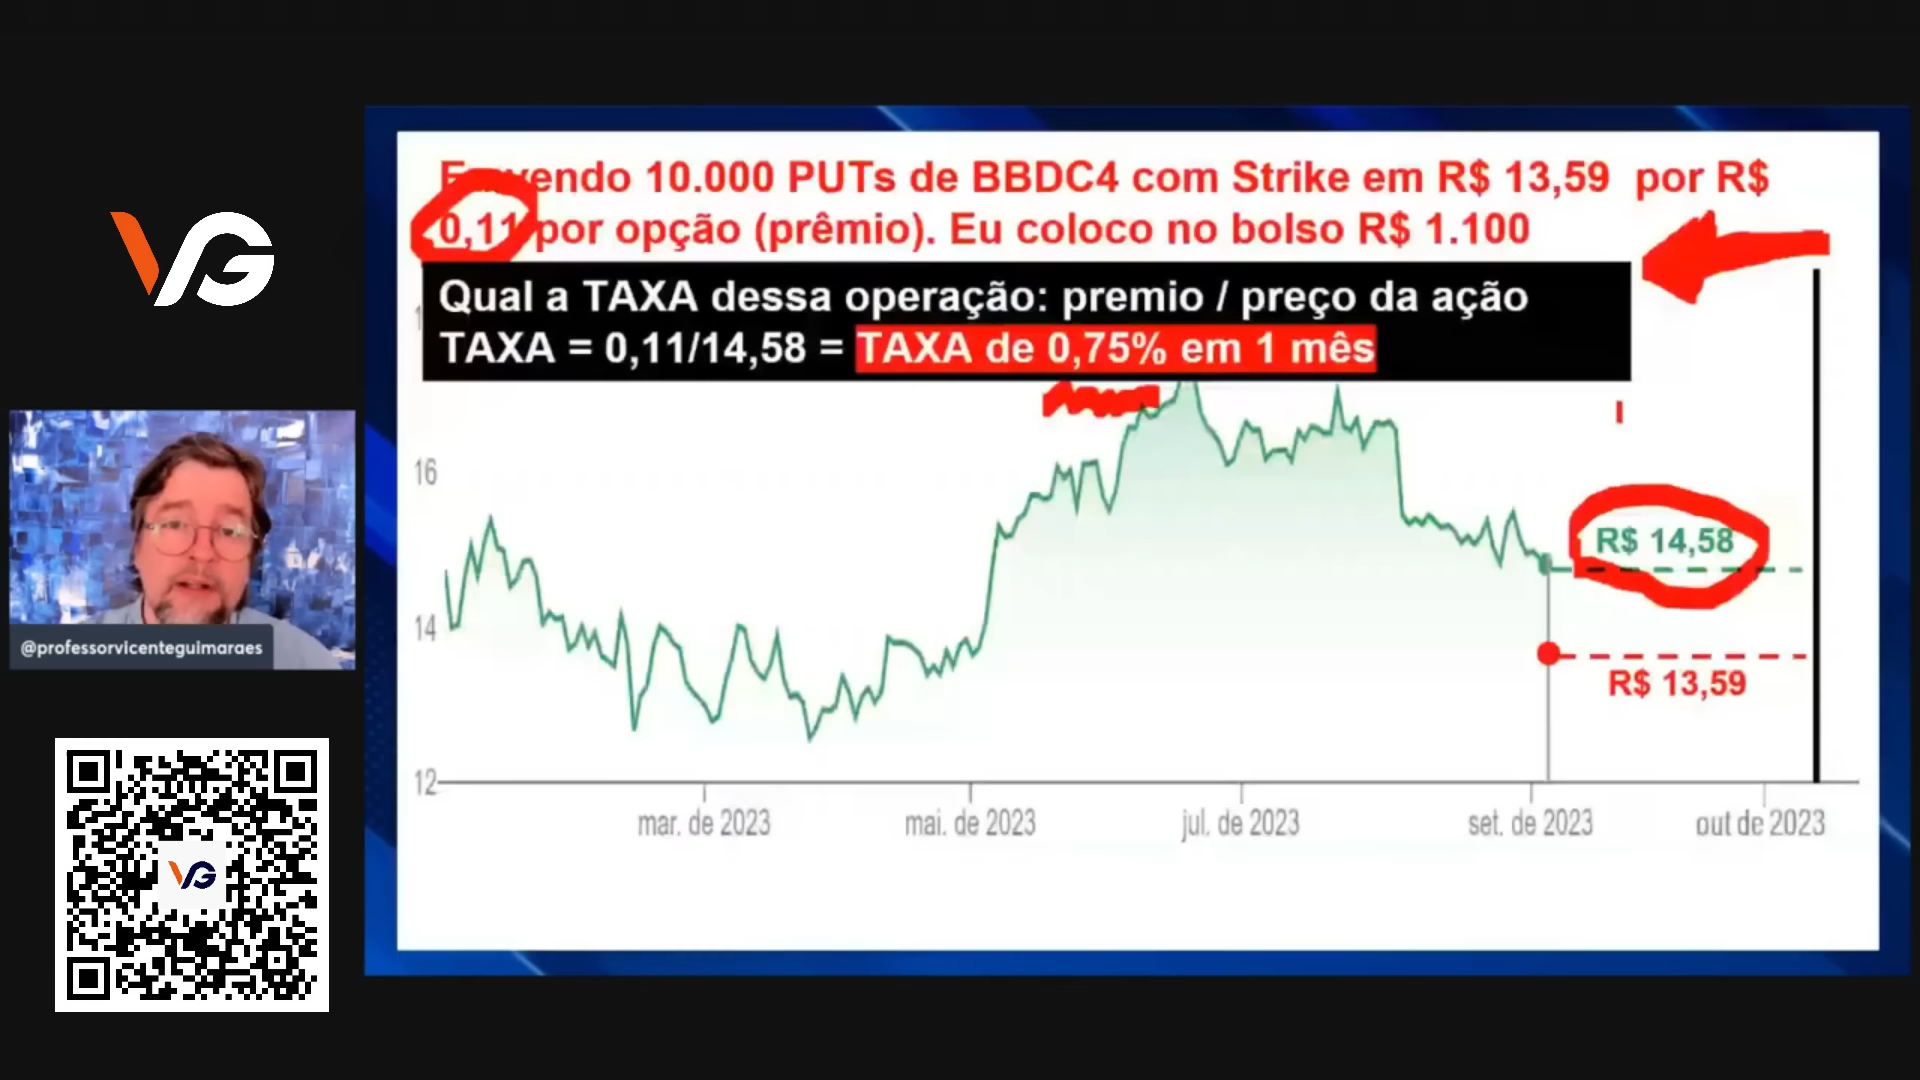 vendo 10.000 PUTs de BBDC4 com Strike em R$ 13,59 por R$
0,11 por opção (prêmio). Eu coloco no bolso R$ 1.100
Qual a TAXA dessa operação: premio / preço da ação
TAXA = 0,11/14,58 = TAXA de 0,75% em 1 mês
16
14
12
R$ 14,58
R$ 13,59
mar. de 2023
mai. de 2023
jul. de 2023
set. de 2023
out de 2023
VG
@professorvicenteguimaraes
VG